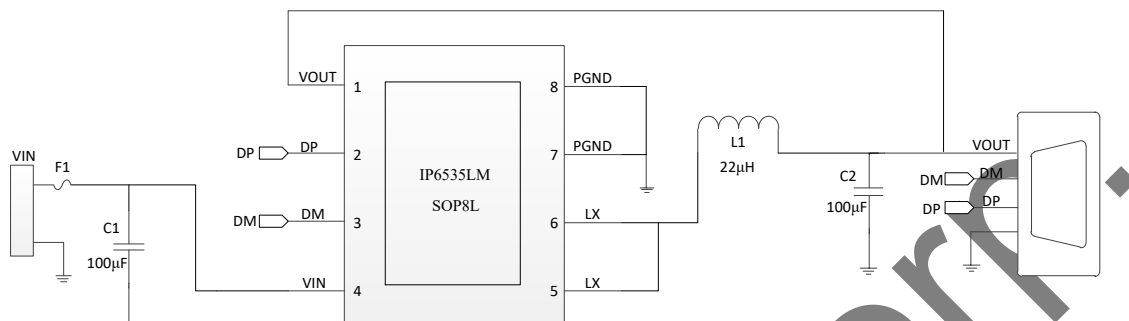 VOUT
1
8
PGND
DP
DP
2
7
PGND
L1
22μH
VOUT
VIN
F1
IP6535LM
SOP8L
C2
100μF
DM
DM
DM
DM
3
6
LX
DP
DP
C1
100μF
VIN
4
5
LX